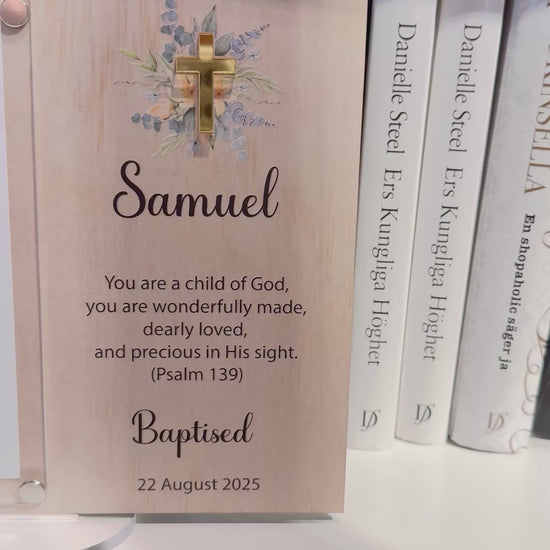 Samuel
You are a child of God,
you are wonderfully made,
dearly loved,
and precious in His sight.
(Psalm 139)
Baptised
22 August 2025
Danielle Steel Ers Kungliga Höghet
Danielle Steel Ers Kungliga Höghet
KINSELLA
En shopaholic säger ja